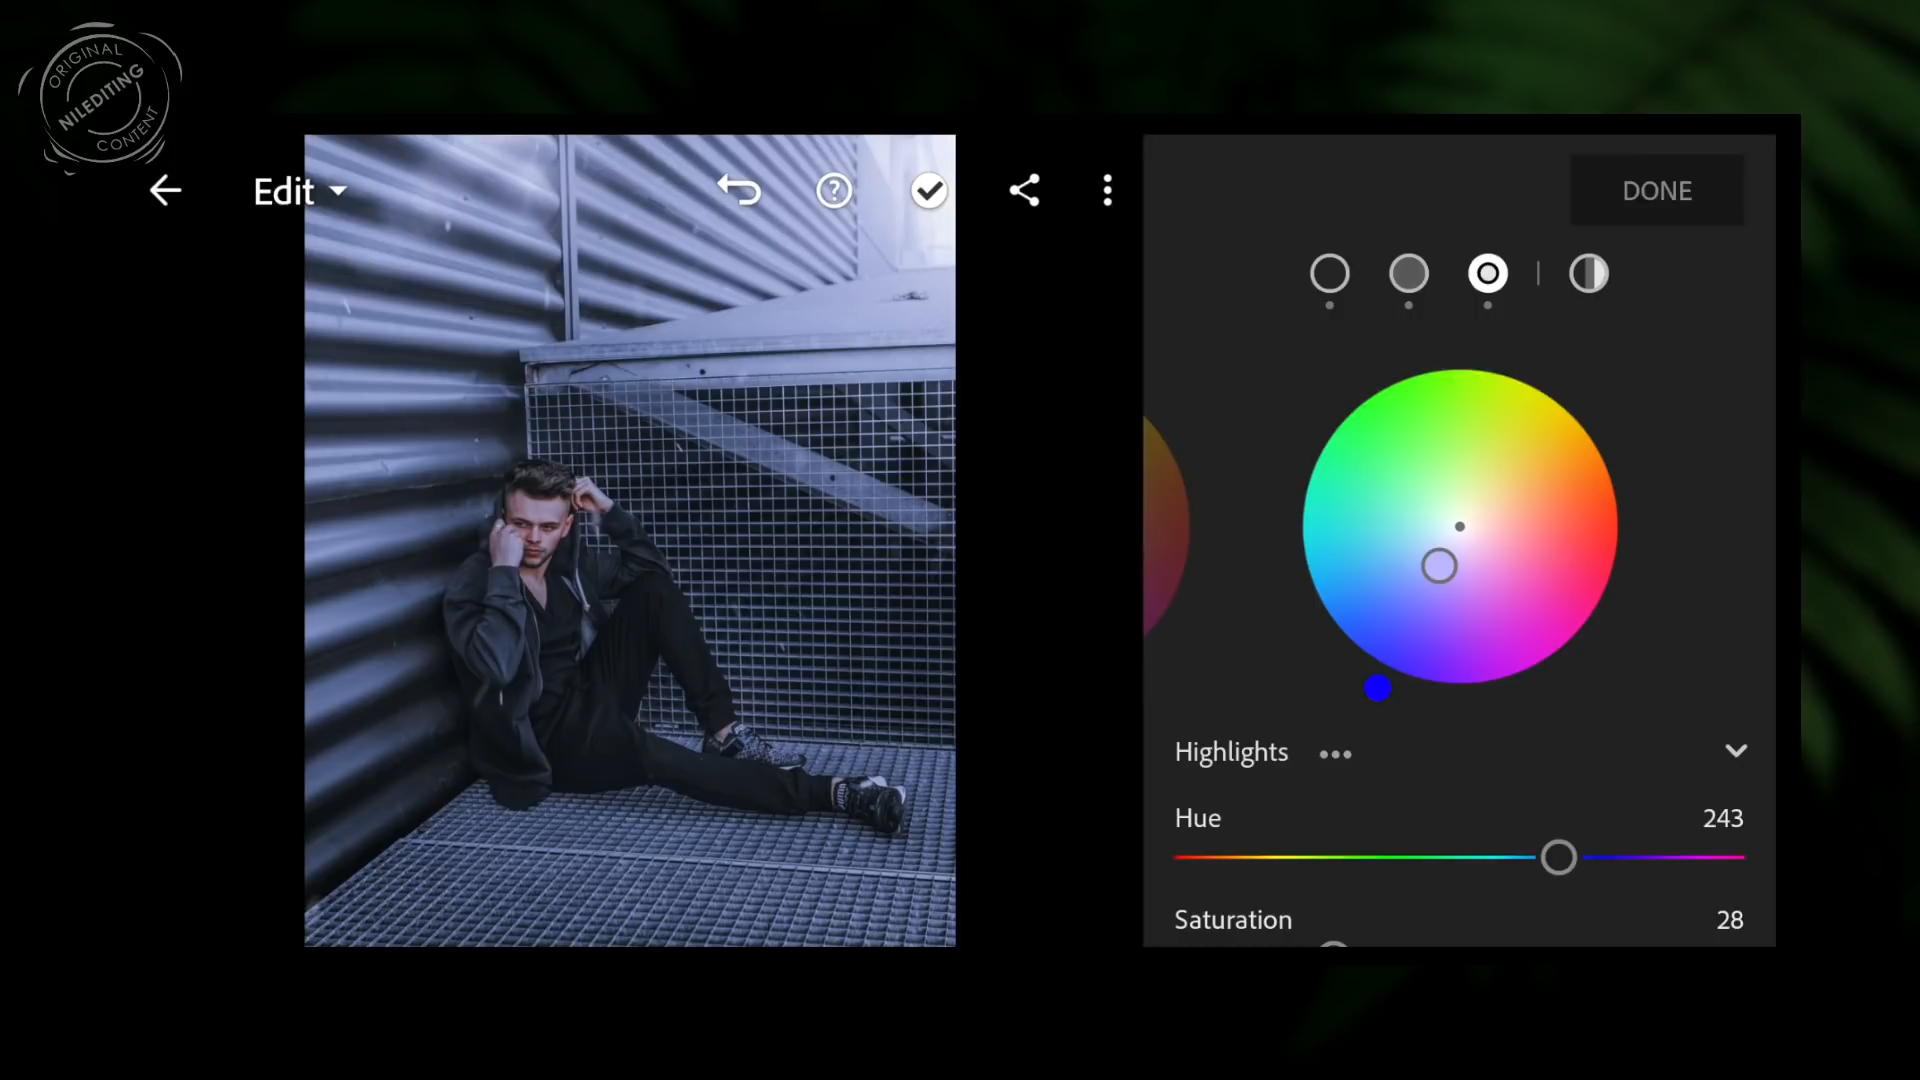 ORIGINAL
NILEDITING
CONTENT
Edit
DONE
Highlights
Hue 243
Saturation 28